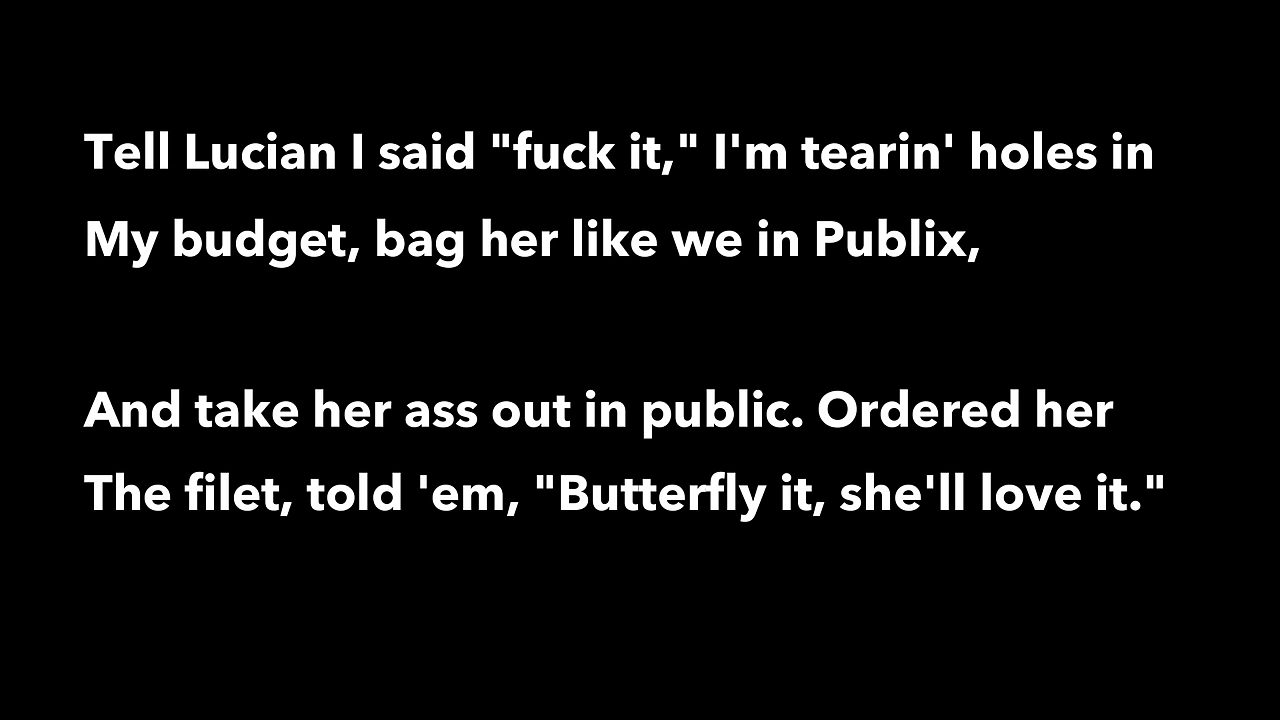 Tell Lucian I said "fuck it," I'm tearin' holes in
My budget, bag her like we in Publix,
And take her ass out in public. Ordered her
The filet, told 'em, "Butterfly it, she'll love it."